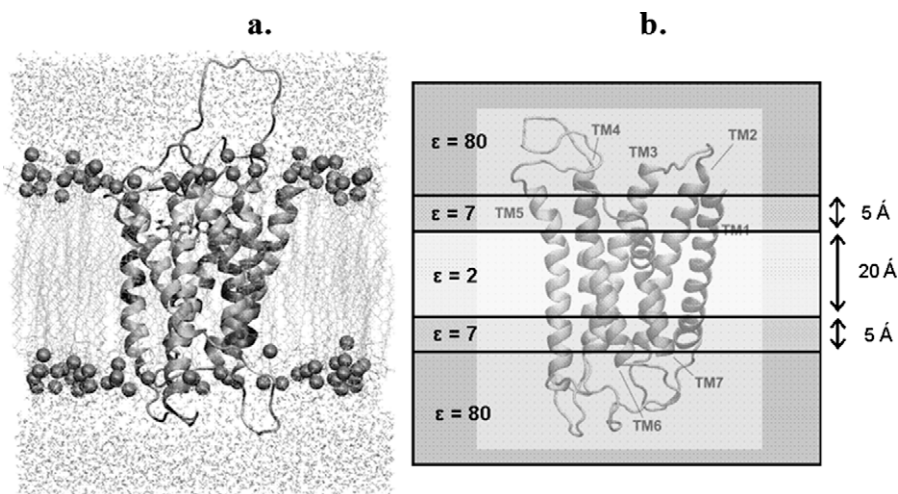 a.
b.
ε = 80
TM4
TM3
TM2
ε = 7
TM5
TM1
5 Å
ε = 2
20 Å
ε = 7
5 Å
TM7
ε = 80
TM6